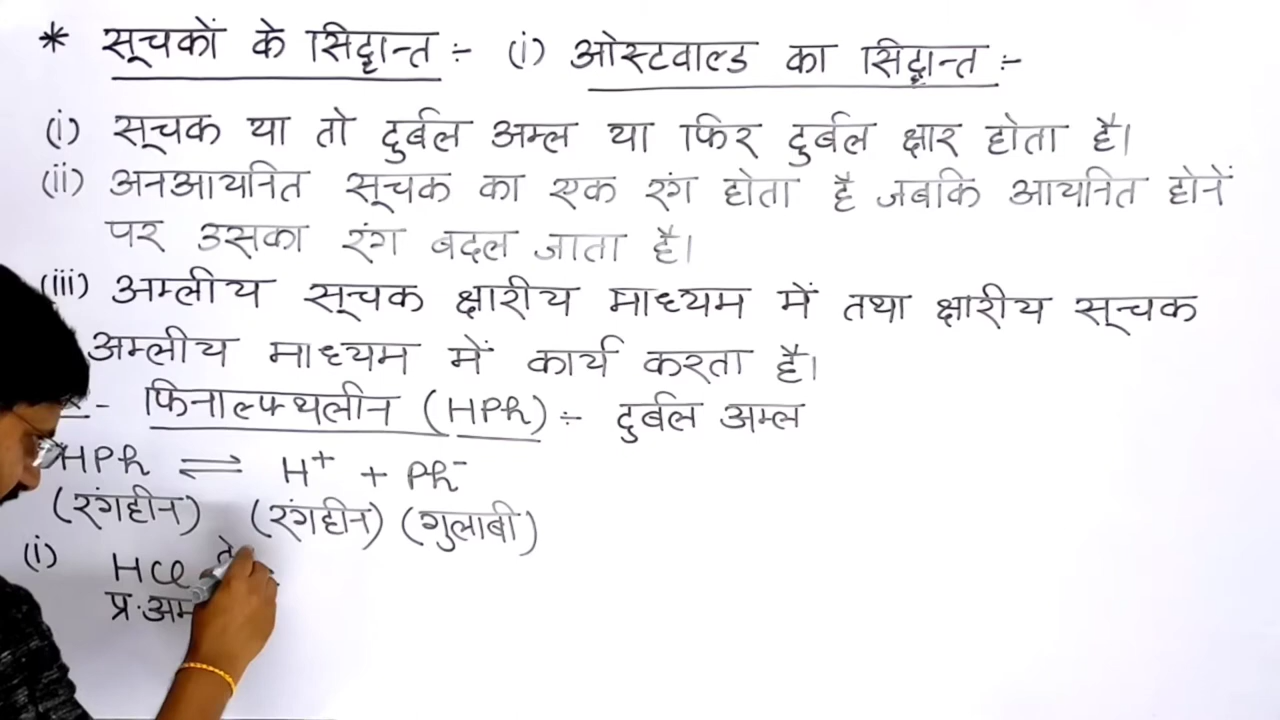 * सूचकों के सिद्धान्त :- (i) ओस्टवाल्ड का सिद्धान्त :-
(i) सूचक या तो दुर्बल अम्ल या फिर दुर्बल क्षार होता है।
(ii) अनआयनित सूचक का एक रंग होता है जबकि आयनित होनें
पर उसका रंग बदल जाता है।
(iii) अम्लीय सूचक क्षारीय माध्यम में तथा क्षारीय सूचक
अम्लीय माध्यम में कार्य करता है।
- फिनाल्फ्थलीन (HPh) :- दुर्बल अम्ल
HPh ⇌ H⁺ + Ph⁻
(रंगहीन) (रंगहीन) (गुलाबी)
(i) HCl
प्र. अम